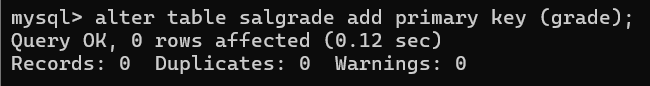 mysql> alter table salgrade add primary key (grade);
Query OK, 0 rows affected (0.12 sec)
Records: 0  Duplicates: 0  Warnings: 0